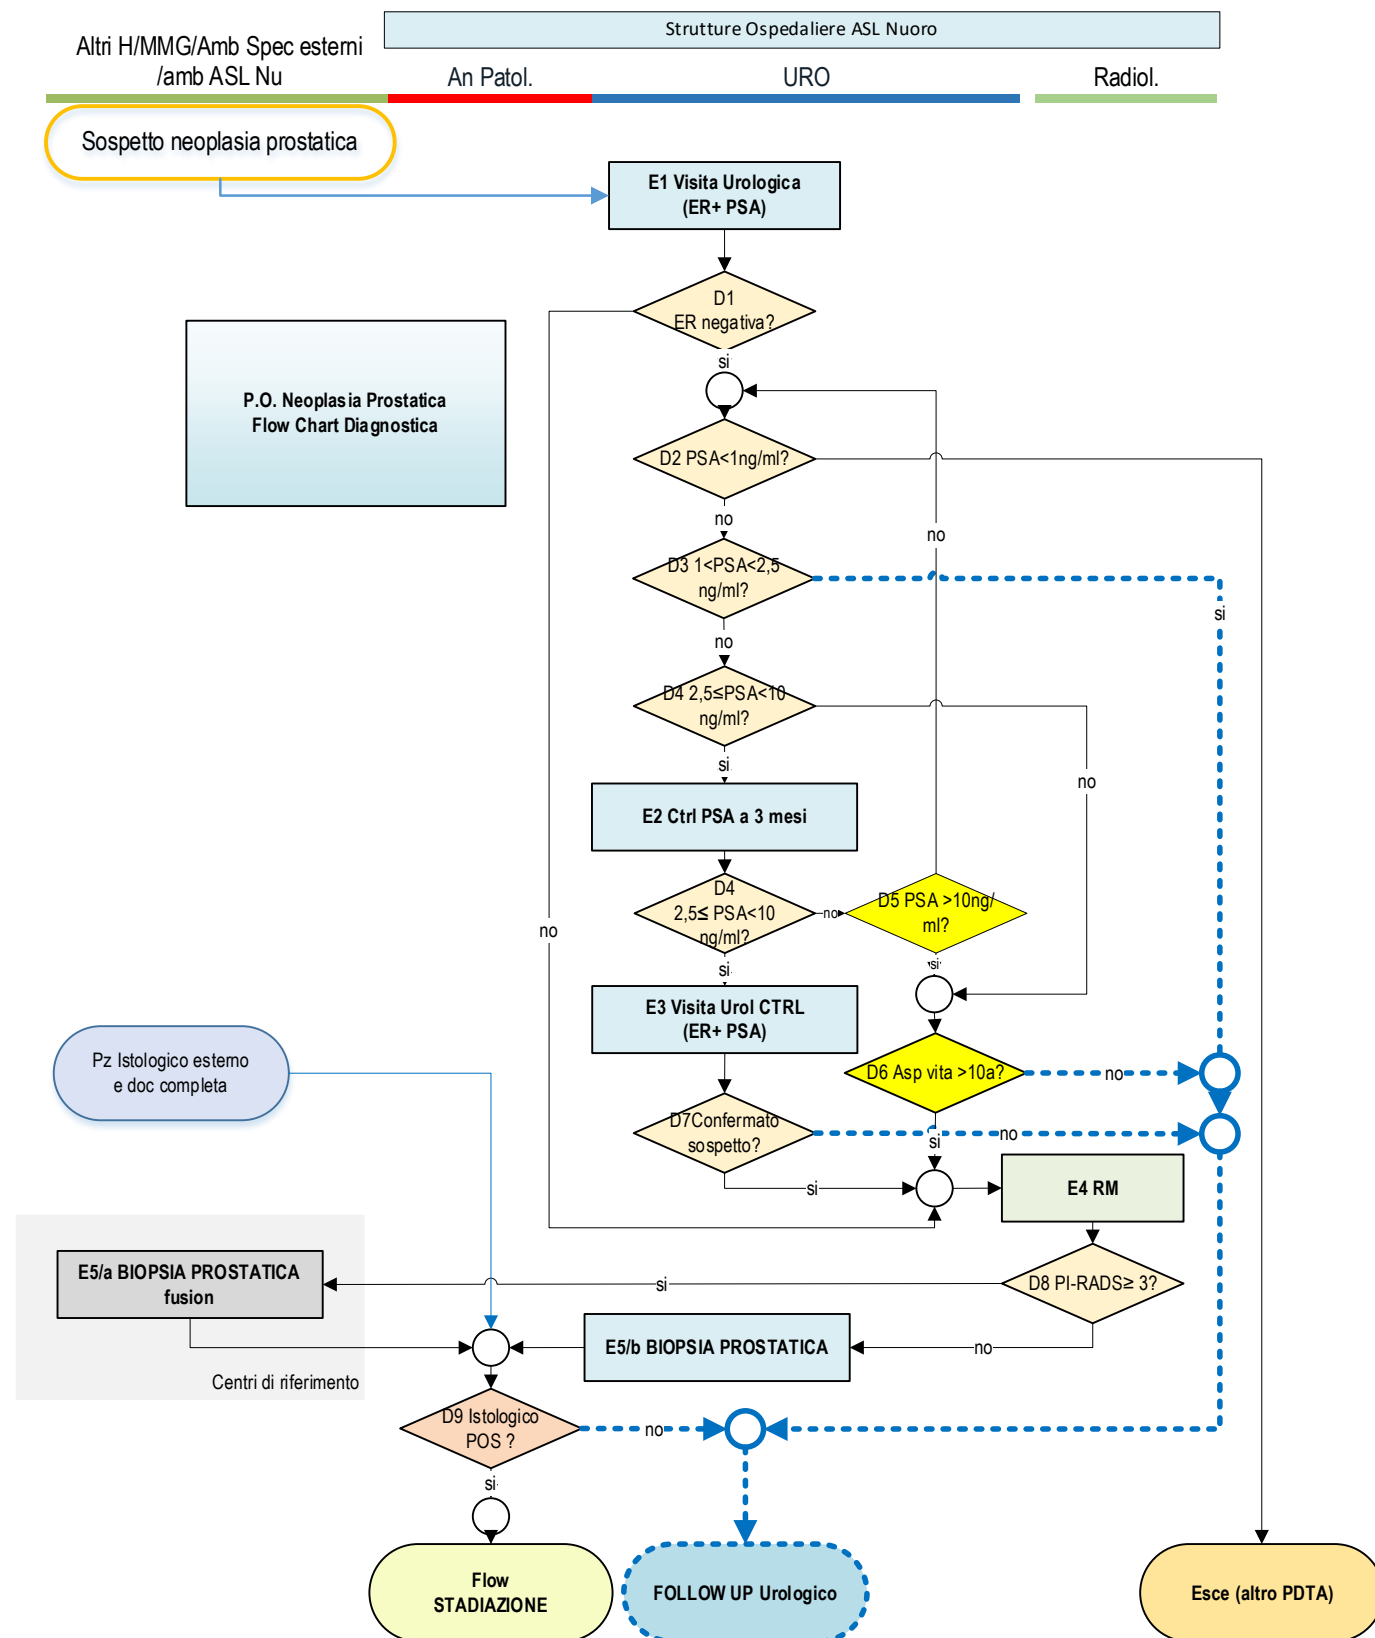 Strutture Ospedaliere ASL Nuoro
Altri H/MMG/Amb Spec esterni
/amb ASL Nu
An Patol.
URO
Radiol.
Sospetto neoplasia prostatica
E1 Visita Urologica
(ER+ PSA)
D1
ER negativa?
si
P.O. Neoplasia Prostatica
Flow Chart Diagnostica
D2 PSA<1ng/ml?
no
no
D3 1<PSA<2,5
ng/ml?
si
no
D4 2,5≤PSA<10
ng/ml?
si
no
E2 Ctrl PSA a 3 mesi
D4
2,5≤ PSA<10
ng/ml?
no
D5 PSA >10ng/
ml?
no
si
si
E3 Visita Urol CTRL
(ER+ PSA)
Pz Istologico esterno
e doc completa
D6 Asp vita >10a?
no
D7Confermato
sospetto?
si
no
si
E4 RM
E5/a BIOPSIA PROSTATICA
fusion
si
D8 PI-RADS≥ 3?
E5/b BIOPSIA PROSTATICA
no
Centri di riferimento
D9 Istologico
POS ?
no
si
Flow
STADIAZIONE
FOLLOW UP Urologico
Esce (altro PDTA)